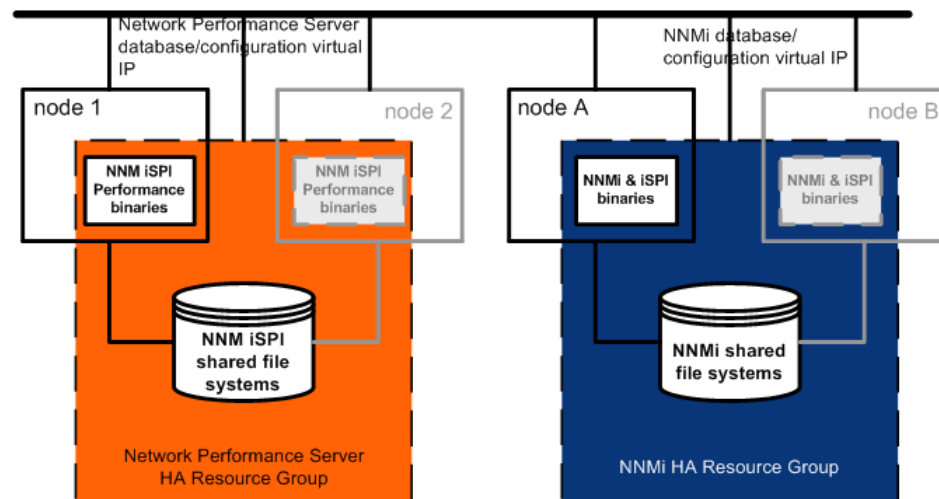 Network Performance Server
database/configuration virtual
IP
NNMi database/
configuration virtual IP
node 1
node 2
node A
node B
NNM iSPI
Performance
binaries
NNM iSPI
Performance
binaries
NNMi & iSPI
binaries
NNMi & iSPI
binaries
NNM iSPI
shared file
systems
NNMi shared
file systems
Network Performance Server
HA Resource Group
NNMi HA Resource Group